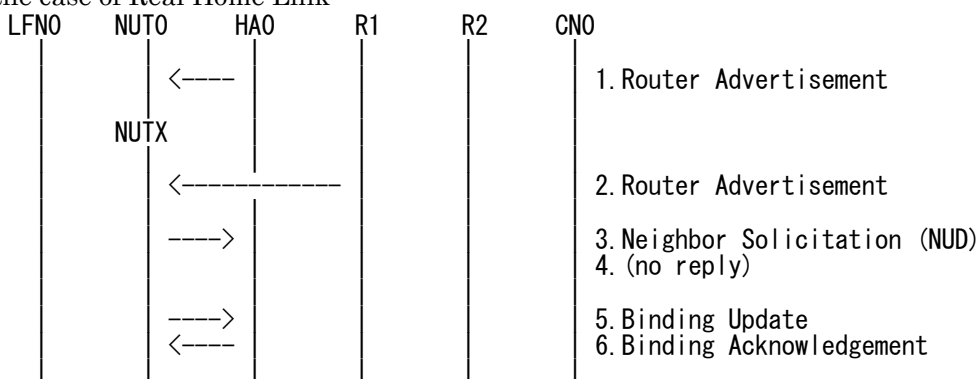 the case of Real Home Link
LFN0 NUT0 HA0 R1 R2 CN0
<---- 1.Router Advertisement
NUTX
<------------ 2.Router Advertisement
----> 3.Neighbor Solicitation (NUD)
4.(no reply)
----> 5.Binding Update
<---- 6.Binding Acknowledgement